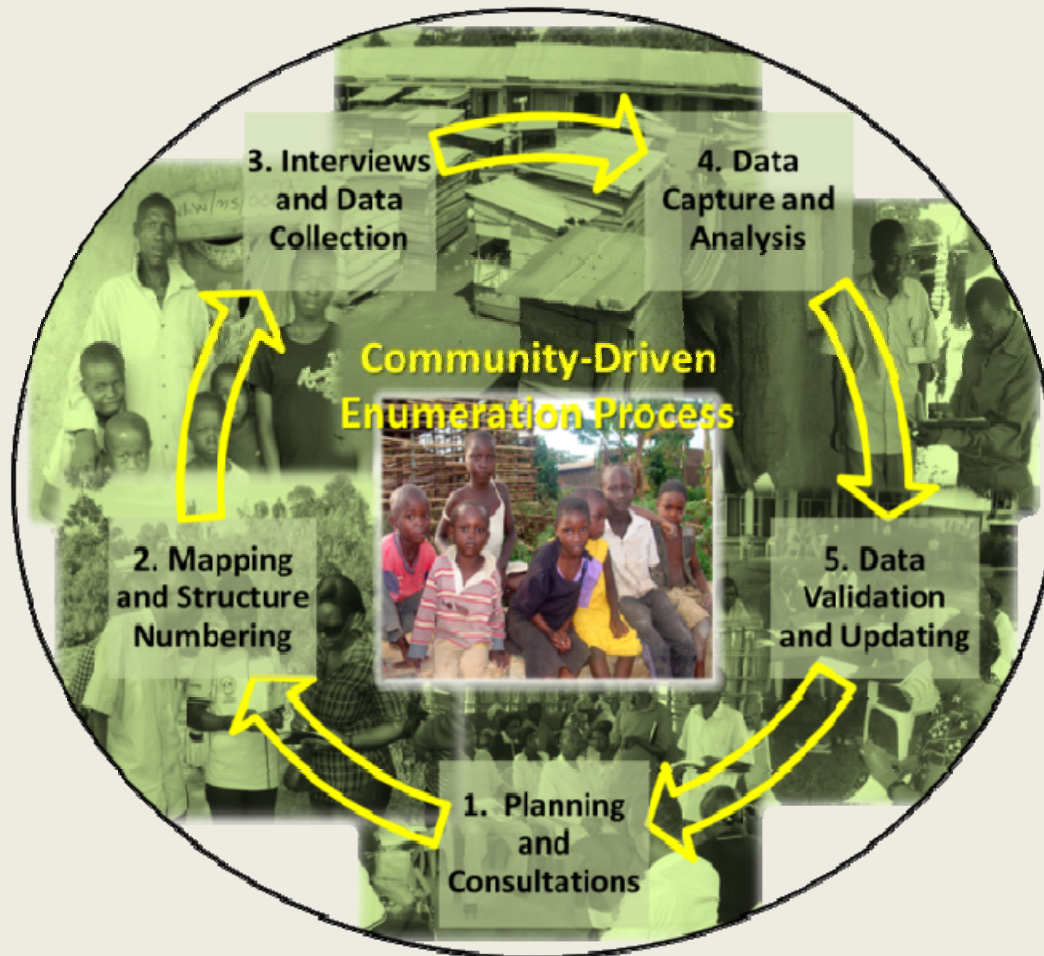 3. Interviews
and Data
Collection
4. Data
Capture and
Analysis
Community-Driven
Enumeration Process
2. Mapping
and Structure
Numbering
5. Data
Validation
and Updating
1. Planning
and
Consultations